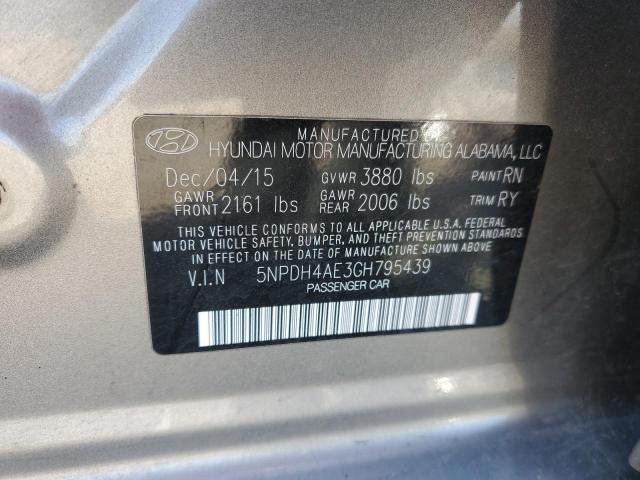 MANUFACTURED BY
HYUNDAI MOTOR MANUFACTURING ALABAMA, LLC
Dec/04/15 GVWR 3880 lbs PAINT RN
GAWR FRONT 2161 lbs GAWR REAR 2006 lbs TRIM RY
THIS VEHICLE CONFORMS TO ALL APPLICABLE U.S.A. FEDERAL
MOTOR VEHICLE SAFETY, BUMPER, AND THEFT PREVENTION STANDARDS
IN EFFECT ON THE DATE OF MANUFACTURE SHOWN ABOVE.
V.I.N 5NPDH4AE3GH795439
PASSENGER CAR